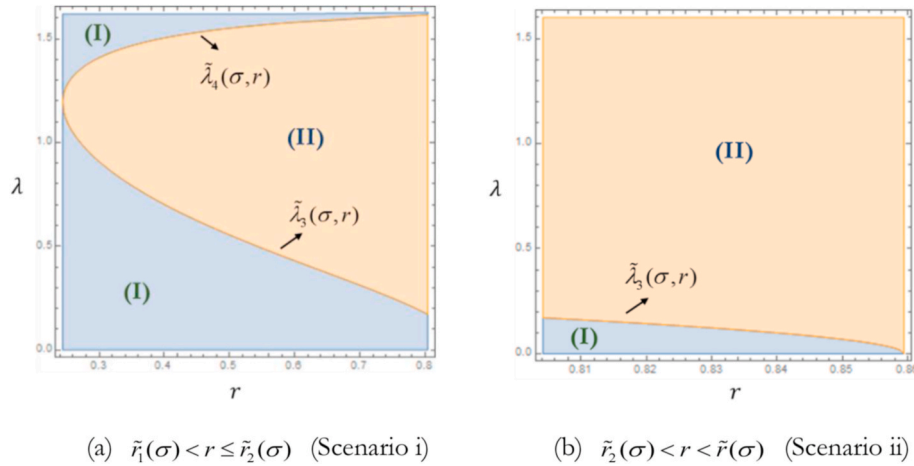 (I)
λ̃₄(σ,r)
(II)
λ̃₃(σ,r)
(I)
λ
1.5
1.0
0.5
0.0
0.3 0.4 0.5 0.6 0.7 0.8
r
(a) r̃₁(σ) < r ≤ r̃₂(σ) (Scenario i)
(II)
λ̃₃(σ,r)
(I)
λ
1.5
1.0
0.5
0.0
0.81 0.82 0.83 0.84 0.85 0.86
r
(b) r̃₂(σ) < r < r̃(σ) (Scenario ii)